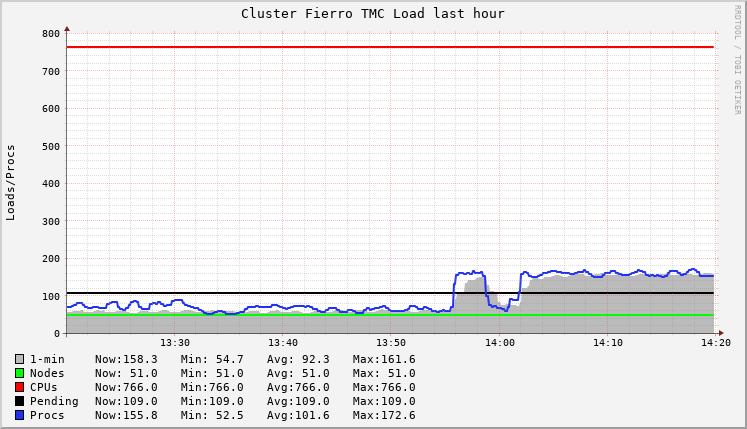 Cluster Fierro TMC Load last hour
RRDTOOL / TOBI OETIKER
Loads/Procs
800
700
600
500
400
300
200
100
0
13:30 13:40 13:50 14:00 14:10 14:20
1-min Now:158.3 Min: 54.7 Avg: 92.3 Max:161.6
Nodes Now: 51.0 Min: 51.0 Avg: 51.0 Max: 51.0
CPUs Now:766.0 Min:766.0 Avg:766.0 Max:766.0
Pending Now:109.0 Min:109.0 Avg:109.0 Max:109.0
Procs Now:155.8 Min: 52.5 Avg:101.6 Max:172.6